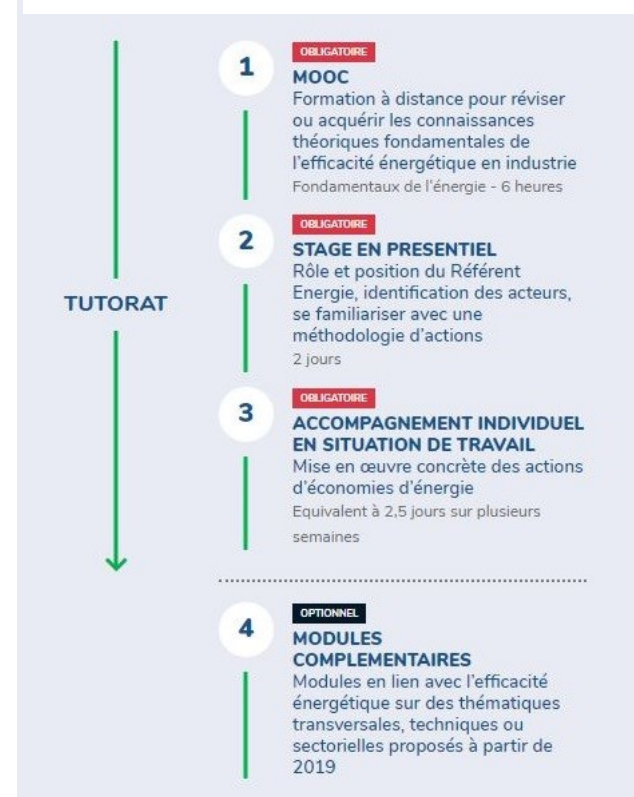 TUTORAT
1
OBLIGATOIRE
MOOC
Formation à distance pour réviser
ou acquérir les connaissances
théoriques fondamentales de
l'efficacité énergétique en industrie
Fondamentaux de l'énergie - 6 heures
2
OBLIGATOIRE
STAGE EN PRESENTIEL
Rôle et position du Référent
Energie, identification des acteurs,
se familiariser avec une
méthodologie d'actions
2 jours
3
OBLIGATOIRE
ACCOMPAGNEMENT INDIVIDUEL
EN SITUATION DE TRAVAIL
Mise en œuvre concrète des actions
d'économies d'énergie
Equivalent à 2,5 jours sur plusieurs
semaines
4
OPTIONNEL
MODULES
COMPLEMENTAIRES
Modules en lien avec l'efficacité
énergétique sur des thématiques
transversales, techniques ou
sectorielles proposés à partir de
2019